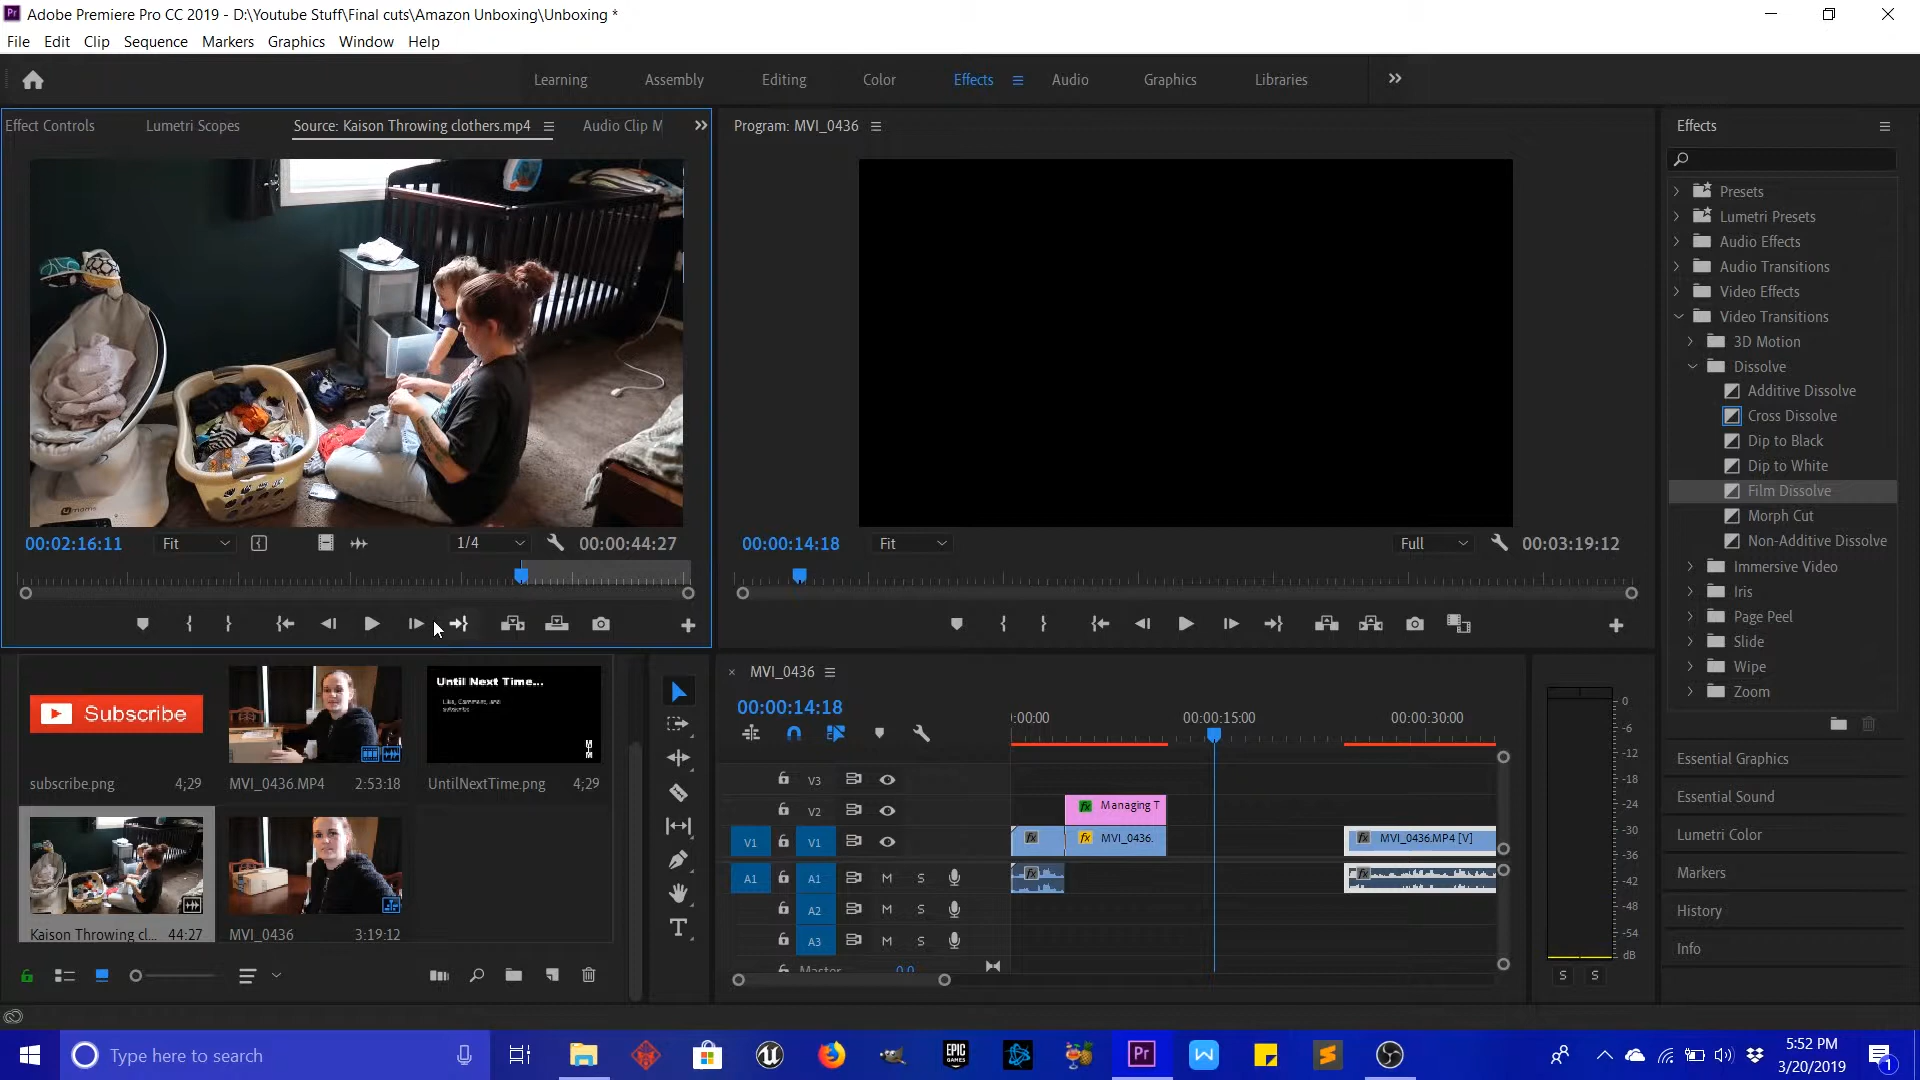 Adobe Premiere Pro CC 2019 - D:\Youtube Stuff\Final cuts\Amazon Unboxing\Unboxing *
File Edit Clip Sequence Markers Graphics Window Help
Learning Assembly Editing Color Effects Audio Graphics Libraries
Effect Controls Lumetri Scopes Source: Kaison Throwing clothers.mp4 Audio Clip M
Program: MVI_0436
Effects
Presets
Lumetri Presets
Audio Effects
Audio Transitions
Video Effects
Video Transitions
3D Motion
Dissolve
Additive Dissolve
Cross Dissolve
Dip to Black
Dip to White
Film Dissolve
Morph Cut
Non-Additive Dissolve
Immersive Video
Iris
Page Peel
Slide
Wipe
Zoom
00:02:16:11 Fit 1/4 00:00:44:27
00:00:14:18 Fit Full 00:03:19:12
Subscribe
subscribe.png 4;29
MVI_0436.MP4 2:53:18
Until Next Time...
Like, Comment, and
subscribe
UntilNextTime.png 4;29
Kaison Throwing cl... 44:27
MVI_0436 3:19:12
MVI_0436
00:00:14:18
:00:00 00:00:15:00 00:00:30:00
V3
V2 Managing T
V1 V1 MVI_0436. MVI_0436.MP4 [V]
A1 A1 M S
A2 M S
A3 M S
Master 0.0
0
-6
-12
-18
-24
-30
-36
-42
-48
-54
dB
S S
Essential Graphics
Essential Sound
Lumetri Color
Markers
History
Info
Type here to search
EPIC
GAMES
Pr
5:52 PM
3/20/2019
1